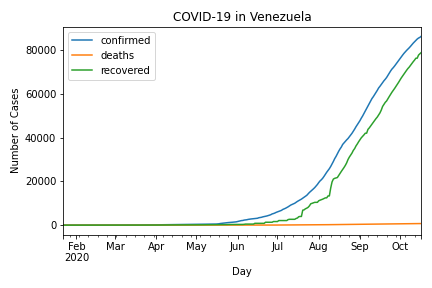 COVID-19 in Venezuela
confirmed
deaths
recovered
Number of Cases
80000
60000
40000
20000
0
Feb Mar Apr May Jun Jul Aug Sep Oct
2020
Day